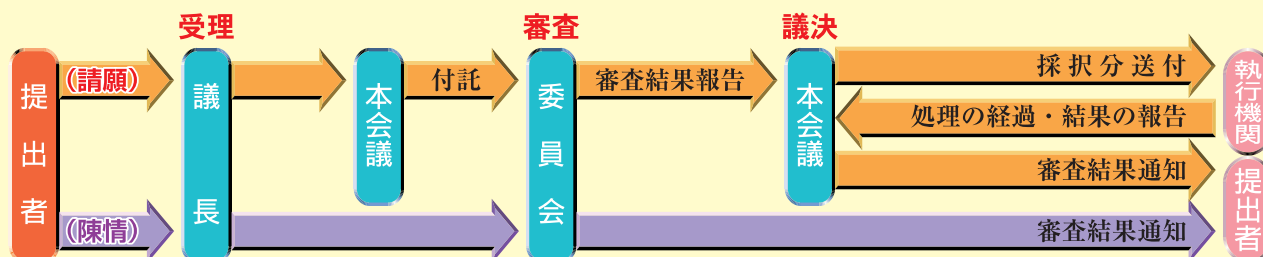 受理
審査
議決
提出者
（請願）
議長
本会議
付託
委員会
審査結果報告
本会議
採択分送付
処理の経過・結果の報告
審査結果通知
執行機関
（陳情）
審査結果通知
提出者